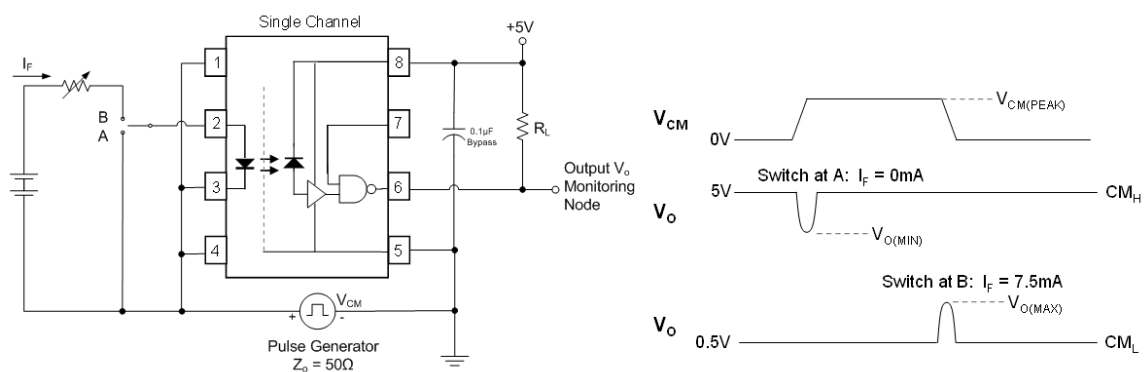 Single Channel
+5V
I_F
B
A
1
2
3
4
8
7
6
5
0.1µF
Bypass
R_L
Output V_o
Monitoring
Node
V_CM
+
-
Pulse Generator
Z_o = 50Ω
V_CM
0V
V_CM(PEAK)
Switch at A: I_F = 0mA
5V
CM_H
V_O
V_O(MIN)
Switch at B: I_F = 7.5mA
V_O(MAX)
V_O
0.5V
CM_L